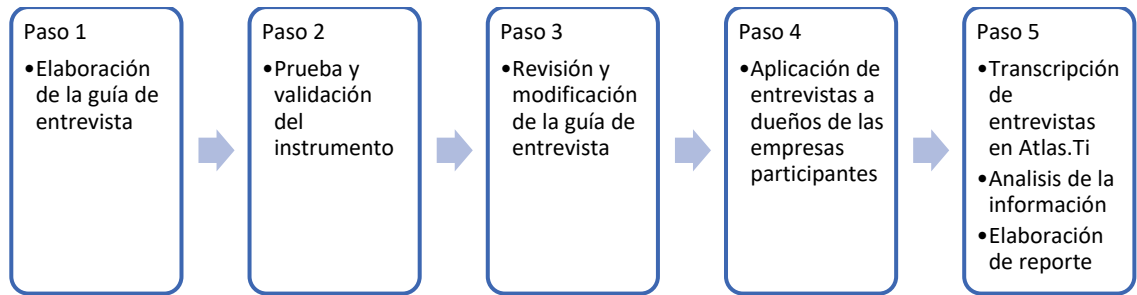 Paso 1
•Elaboración
de la guía de
entrevista
Paso 2
•Prueba y
validación
del
instrumento
Paso 3
•Revisión y
modificación
de la guía de
entrevista
Paso 4
•Aplicación de
entrevistas a
dueños de las
empresas
participantes
Paso 5
•Transcripción
de
entrevistas
en Atlas.Ti
•Analisis de la
información
•Elaboración
de reporte